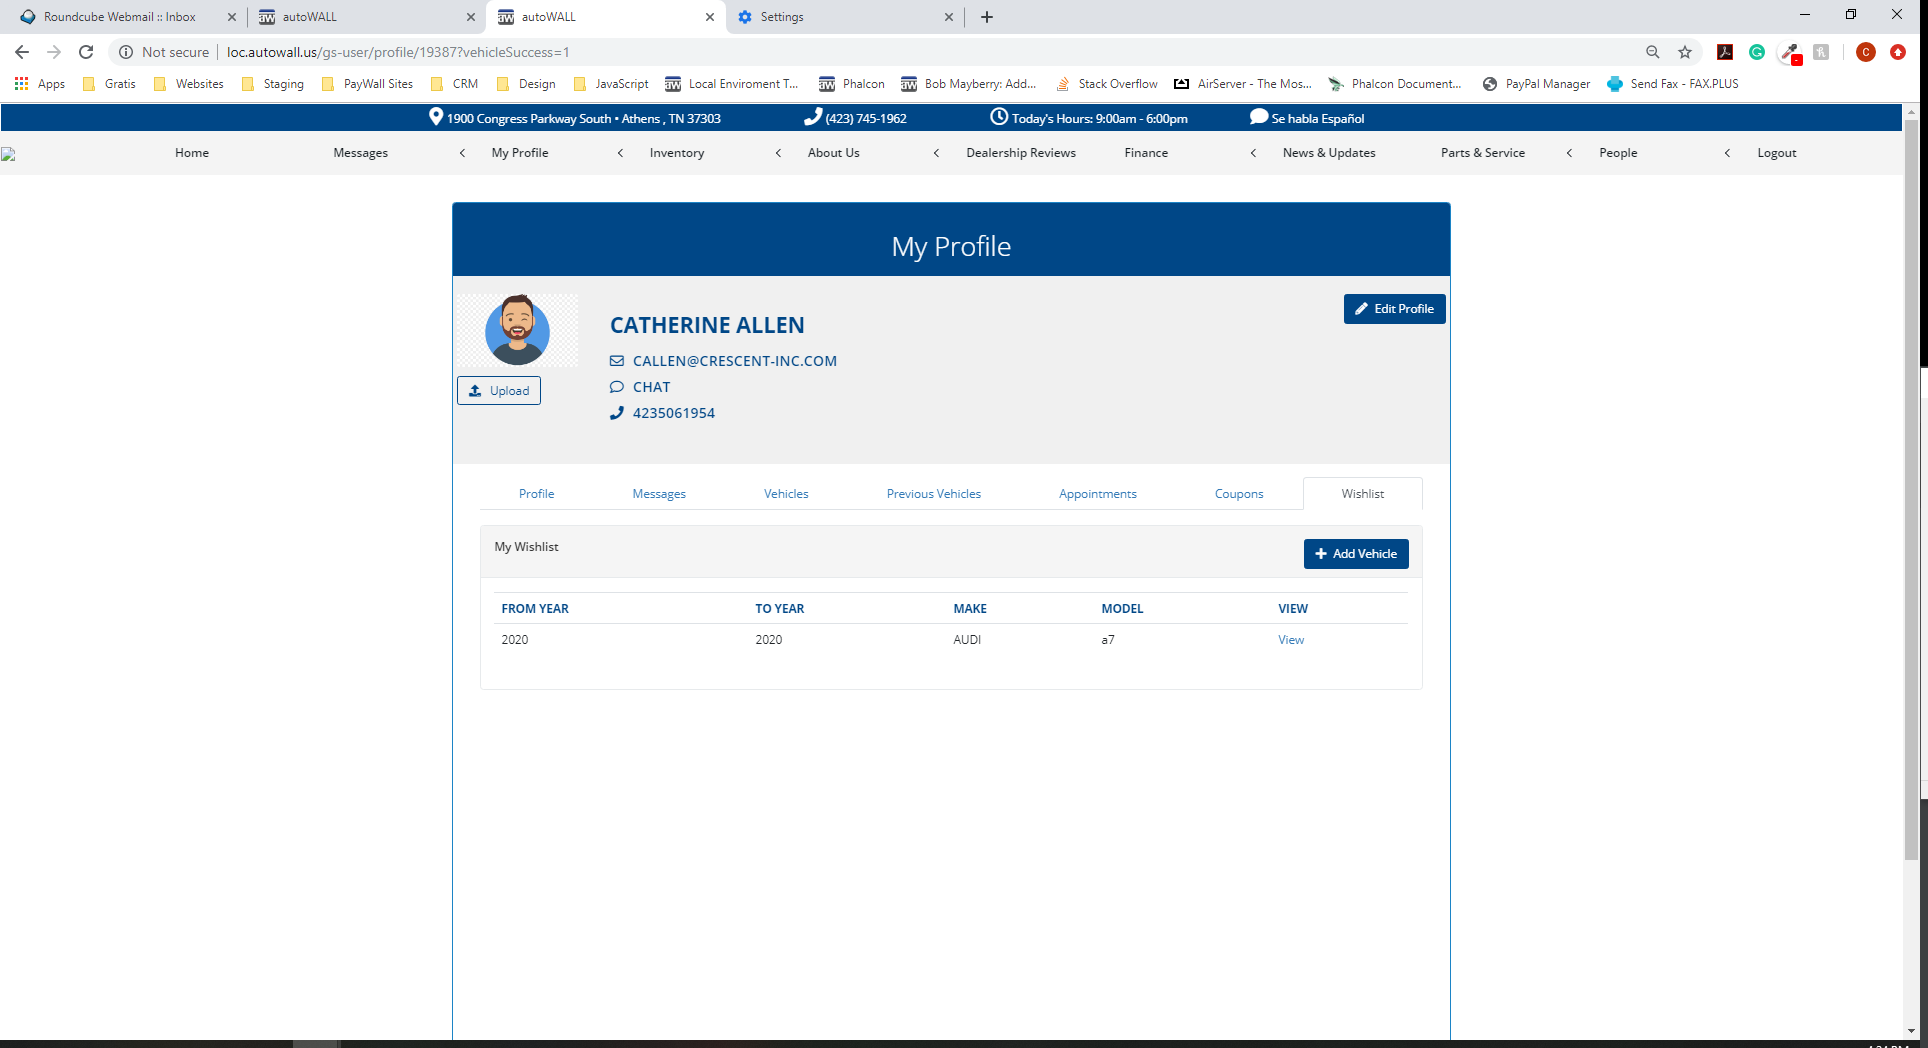 Roundcube Webmail :: Inbox
autoWALL
autoWALL
Settings
Not secure
loc.autowall.us/gs-user/profile/19387?vehicleSuccess=1
C
Apps
Gratis
Websites
Staging
PayWall Sites
CRM
Design
JavaScript
aw
Local Enviroment T...
aw
Phalcon
aw
Bob Mayberry: Add...
Stack Overflow
AirServer - The Mos...
Phalcon Document...
PayPal Manager
Send Fax - FAX.PLUS
1900 Congress Parkway South • Athens , TN 37303
(423) 745-1962
Today's Hours: 9:00am - 6:00pm
Se habla Español
Home
Messages
My Profile
Inventory
About Us
Dealership Reviews
Finance
News & Updates
Parts & Service
People
Logout
My Profile
Edit Profile
CATHERINE ALLEN
CALLEN@CRESCENT-INC.COM
CHAT
Upload
4235061954
Profile
Messages
Vehicles
Previous Vehicles
Appointments
Coupons
Wishlist
My Wishlist
Add Vehicle
FROM YEAR
TO YEAR
MAKE
MODEL
VIEW
2020
2020
AUDI
a7
View